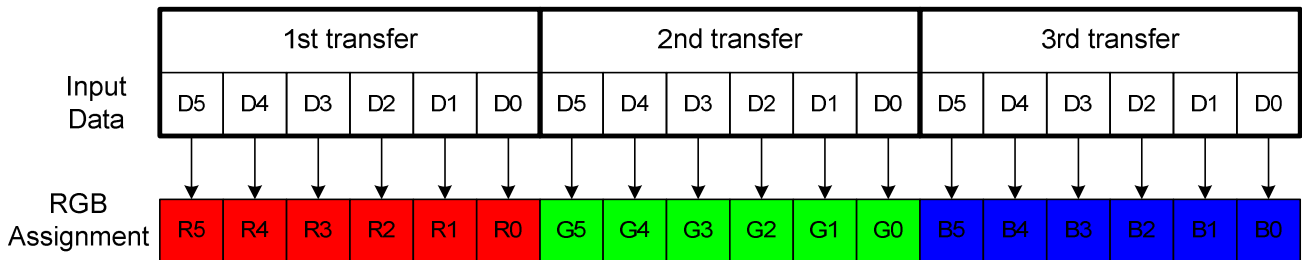 1st transfer 2nd transfer 3rd transfer
Input
Data
D5 D4 D3 D2 D1 D0 D5 D4 D3 D2 D1 D0 D5 D4 D3 D2 D1 D0
RGB
Assignment
R5 R4 R3 R2 R1 R0 G5 G4 G3 G2 G1 G0 B5 B4 B3 B2 B1 B0